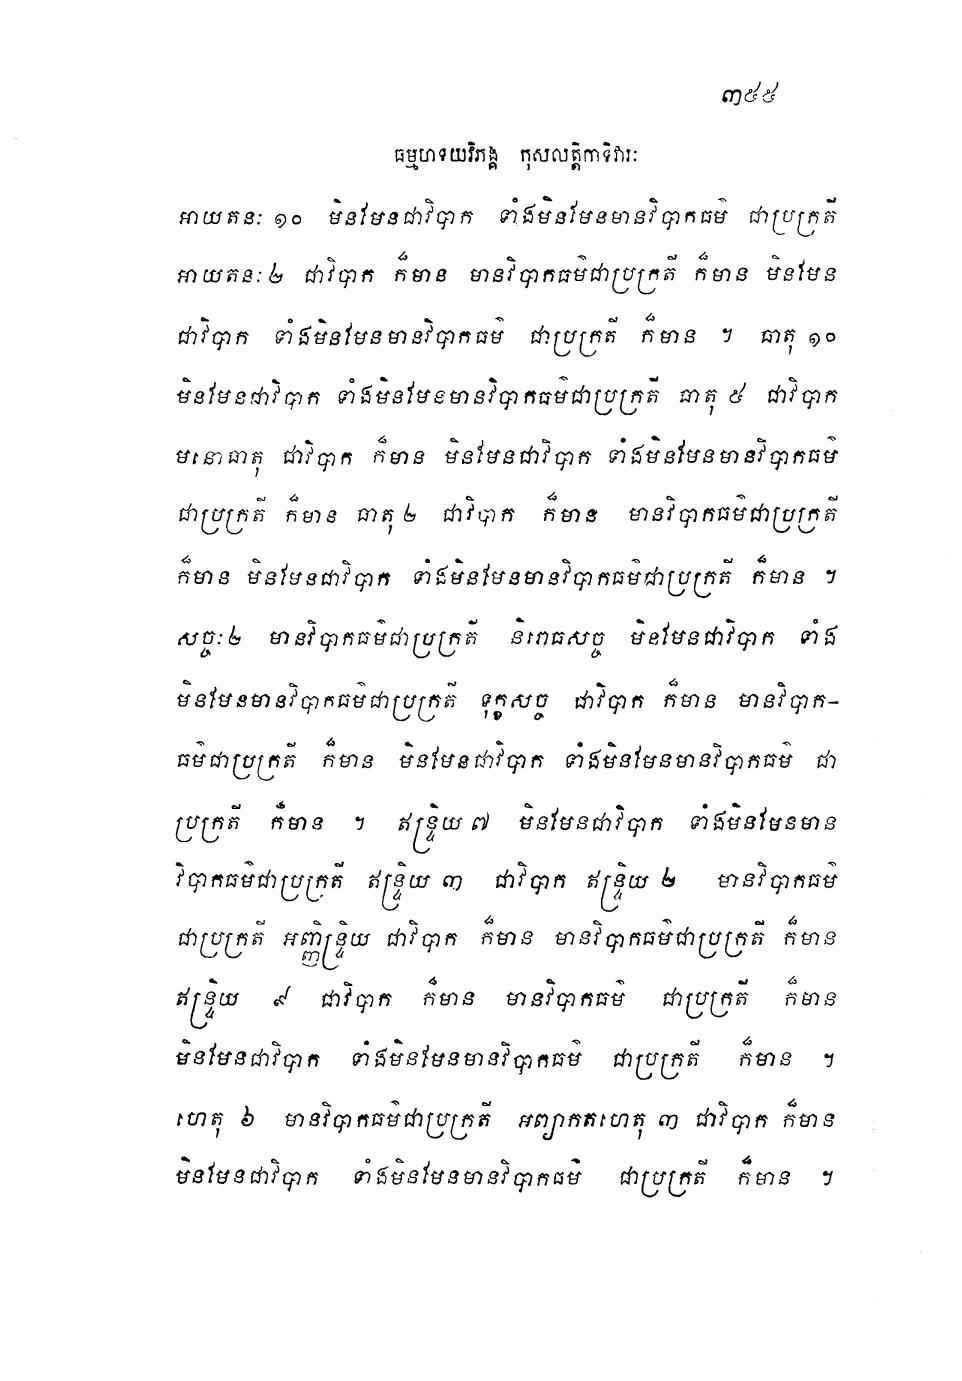 ៣៥៥
ធម្មហទយវិភង្គ កុសលត្តិកាទិវារៈ
អាយតនៈ ១០ មិនមែនជាវិបាក ទាំងមិនមែនមានវិបាកធម៌ ជាប្រក្រតី
អាយតនៈ ២ ជាវិបាក ក៏មាន មានវិបាកធម៌ជាប្រក្រតី ក៏មាន មិនមែន
ជាវិបាក ទាំងមិនមែនមានវិបាកធម៌ ជាប្រក្រតី ក៏មាន ។ ធាតុ ១០
មិនមែនជាវិបាក ទាំងមិនមែនមានវិបាកធម៌ជាប្រក្រតី ធាតុ ៥ ជាវិបាក
មនោធាតុ ជាវិបាក ក៏មាន មិនមែនជាវិបាក ទាំងមិនមែនមានវិបាកធម៌
ជាប្រក្រតី ក៏មាន ធាតុ ២ ជាវិបាក ក៏មាន មានវិបាកធម៌ជាប្រក្រតី
ក៏មាន មិនមែនជាវិបាក ទាំងមិនមែនមានវិបាកធម៌ជាប្រក្រតី ក៏មាន ។
សច្ចៈ ២ មានវិបាកធម៌ជាប្រក្រតី និរោធសច្ច មិនមែនជាវិបាក ទាំង
មិនមែនមានវិបាកធម៌ជាប្រក្រតី ទុក្ខសច្ច ជាវិបាក ក៏មាន មានវិបាក-
ធម៌ជាប្រក្រតី ក៏មាន មិនមែនជាវិបាក ទាំងមិនមែនមានវិបាកធម៌ ជា
ប្រក្រតី ក៏មាន ។ ឥន្ទ្រិយ ៧ មិនមែនជាវិបាក ទាំងមិនមែនមាន
វិបាកធម៌ជាប្រក្រតី ឥន្ទ្រិយ ៣ ជាវិបាក ឥន្ទ្រិយ ២ មានវិបាកធម៌
ជាប្រក្រតី អញ្ញិន្ទ្រិយ ជាវិបាក ក៏មាន មានវិបាកធម៌ជាប្រក្រតី ក៏មាន
ឥន្ទ្រិយ ៩ ជាវិបាក ក៏មាន មានវិបាកធម៌ ជាប្រក្រតី ក៏មាន
មិនមែនជាវិបាក ទាំងមិនមែនមានវិបាកធម៌ ជាប្រក្រតី ក៏មាន ។
ហេតុ ៦ មានវិបាកធម៌ជាប្រក្រតី អព្យាកតហេតុ ៣ ជាវិបាក ក៏មាន
មិនមែនជាវិបាក ទាំងមិនមែនមានវិបាកធម៌ ជាប្រក្រតី ក៏មាន ។